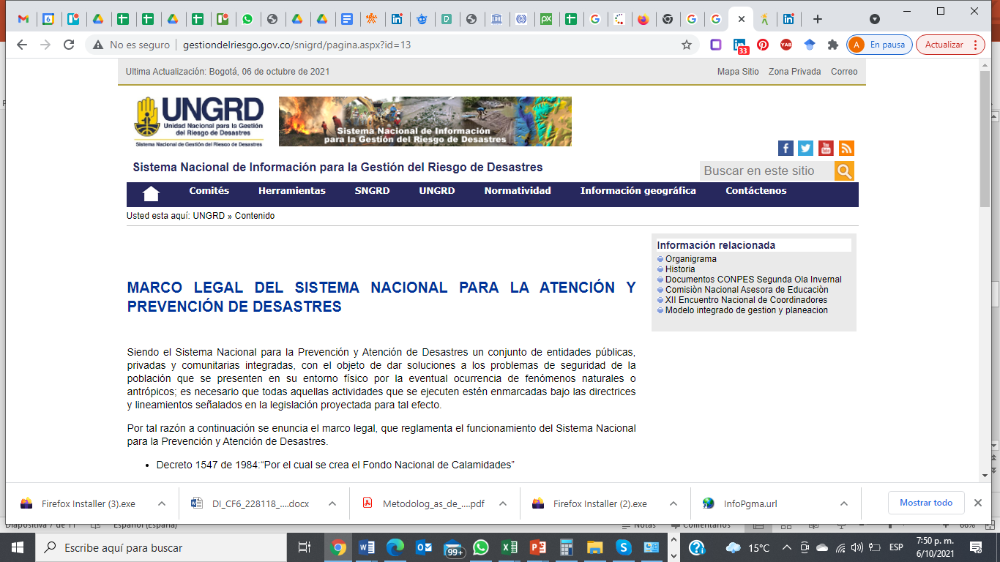 No es seguro | gestiondelriesgo.gov.co/snigrd/pagina.aspx?id=13
33
YAB
A En pausa
Actualizar
Ultima Actualización: Bogotá, 06 de octubre de 2021
Mapa Sitio Zona Privada Correo
UNGRD
Unidad Nacional para la Gestión
del Riesgo de Desastres
Sistema Nacional de Gestión del Riesgo de Desastres
Sistema Nacional de Información
para la Gestión del Riesgo de Desastres
Sistema Nacional de Información para la Gestión del Riesgo de Desastres
Buscar en este sitio
Comités Herramientas SNGRD UNGRD Normatividad Información geográfica Contáctenos
Usted esta aquí: UNGRD » Contenido
Información relacionada
Organigrama
Historia
Documentos CONPES Segunda Ola Invernal
Comisiòn Nacional Asesora de Educaciòn
XII Encuentro Nacional de Coordinadores
Modelo integrado de gestion y planeacion
MARCO LEGAL DEL SISTEMA NACIONAL PARA LA ATENCIÓN Y
PREVENCIÓN DE DESASTRES
Siendo el Sistema Nacional para la Prevención y Atención de Desastres un conjunto de entidades públicas,
privadas y comunitarias integradas, con el objeto de dar soluciones a los problemas de seguridad de la
población que se presenten en su entorno físico por la eventual ocurrencia de fenómenos naturales o
antrópicos; es necesario que todas aquellas actividades que se ejecuten estén enmarcadas bajo las directrices
y lineamientos señalados en la legislación proyectada para tal efecto.
Por tal razón a continuación se enuncia el marco legal, que reglamenta el funcionamiento del Sistema Nacional
para la Prevención y Atención de Desastres.
• Decreto 1547 de 1984:“Por el cual se crea el Fondo Nacional de Calamidades”
Firefox Installer (3).exe
DI_CF6_228118_....docx
Metodolog_as_de_....pdf
Firefox Installer (2).exe
InfoPgma.url
Mostrar todo
Diapositiva 7 de 11 Español (España) Notas Comentarios 66%
Escribe aquí para buscar
99+
15°C
ESP
7:50 p. m.
6/10/2021